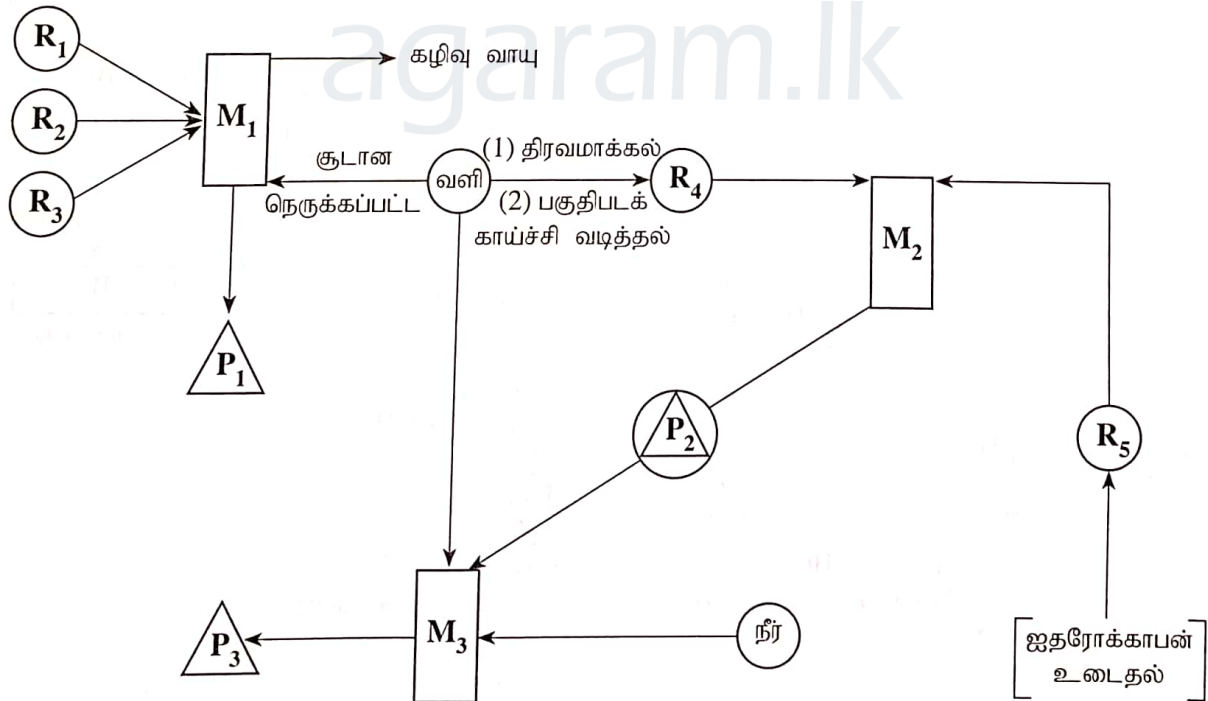 agaram.lk
R₁
R₂
R₃
M₁
கழிவு வாயு
சூடான
நெருக்கப்பட்ட
வளி
(1) திரவமாக்கல்
(2) பகுதிபடக்
காய்ச்சி வடித்தல்
R₄
M₂
P₁
P₂
R₅
P₃
M₃
நீர்
ஐதரோக்காபன்
உடைதல்